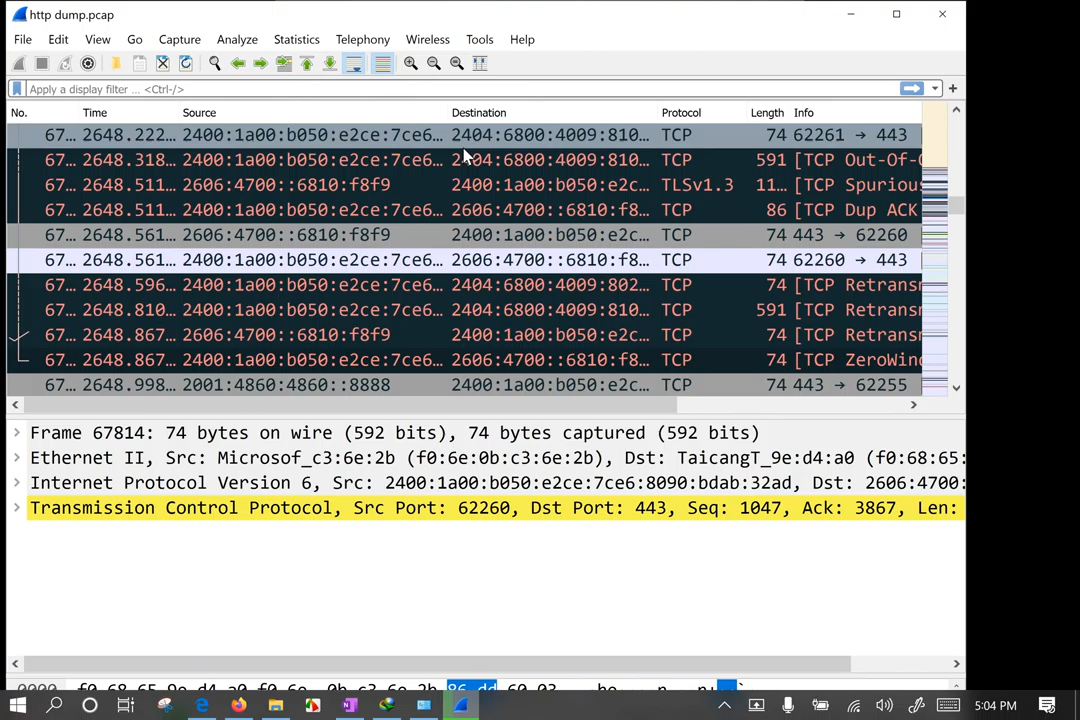 http dump.pcap
File Edit View Go Capture Analyze Statistics Telephony Wireless Tools Help
Apply a display filter ... <Ctrl-/>
No. Time Source Destination Protocol Length Info
67... 2648.222... 2400:1a00:b050:e2ce:7ce6... 2404:6800:4009:810... TCP 74 62261 → 443
67... 2648.318... 2400:1a00:b050:e2ce:7ce6... 2404:6800:4009:810... TCP 591 [TCP Out-Of-
67... 2648.511... 2606:4700::6810:f8f9 2400:1a00:b050:e2c... TLSv1.3 11... [TCP Spurious
67... 2648.511... 2400:1a00:b050:e2ce:7ce6... 2606:4700::6810:f8... TCP 86 [TCP Dup ACK
67... 2648.561... 2606:4700::6810:f8f9 2400:1a00:b050:e2c... TCP 74 443 → 62260
67... 2648.561... 2400:1a00:b050:e2ce:7ce6... 2606:4700::6810:f8... TCP 74 62260 → 443
67... 2648.596... 2400:1a00:b050:e2ce:7ce6... 2404:6800:4009:802... TCP 74 [TCP Retrans
67... 2648.810... 2400:1a00:b050:e2ce:7ce6... 2404:6800:4009:810... TCP 591 [TCP Retrans
67... 2648.867... 2606:4700::6810:f8f9 2400:1a00:b050:e2c... TCP 74 [TCP Retrans
67... 2648.867... 2400:1a00:b050:e2ce:7ce6... 2606:4700::6810:f8... TCP 74 [TCP ZeroWin
67... 2648.998... 2001:4860:4860::8888 2400:1a00:b050:e2c... TCP 74 443 → 62255
Frame 67814: 74 bytes on wire (592 bits), 74 bytes captured (592 bits)
Ethernet II, Src: Microsof_c3:6e:2b (f0:6e:0b:c3:6e:2b), Dst: TaicangT_9e:d4:a0 (f0:68:65:
Internet Protocol Version 6, Src: 2400:1a00:b050:e2ce:7ce6:8090:bdab:32ad, Dst: 2606:4700:
Transmission Control Protocol, Src Port: 62260, Dst Port: 443, Seq: 1047, Ack: 3867, Len:
5:04 PM